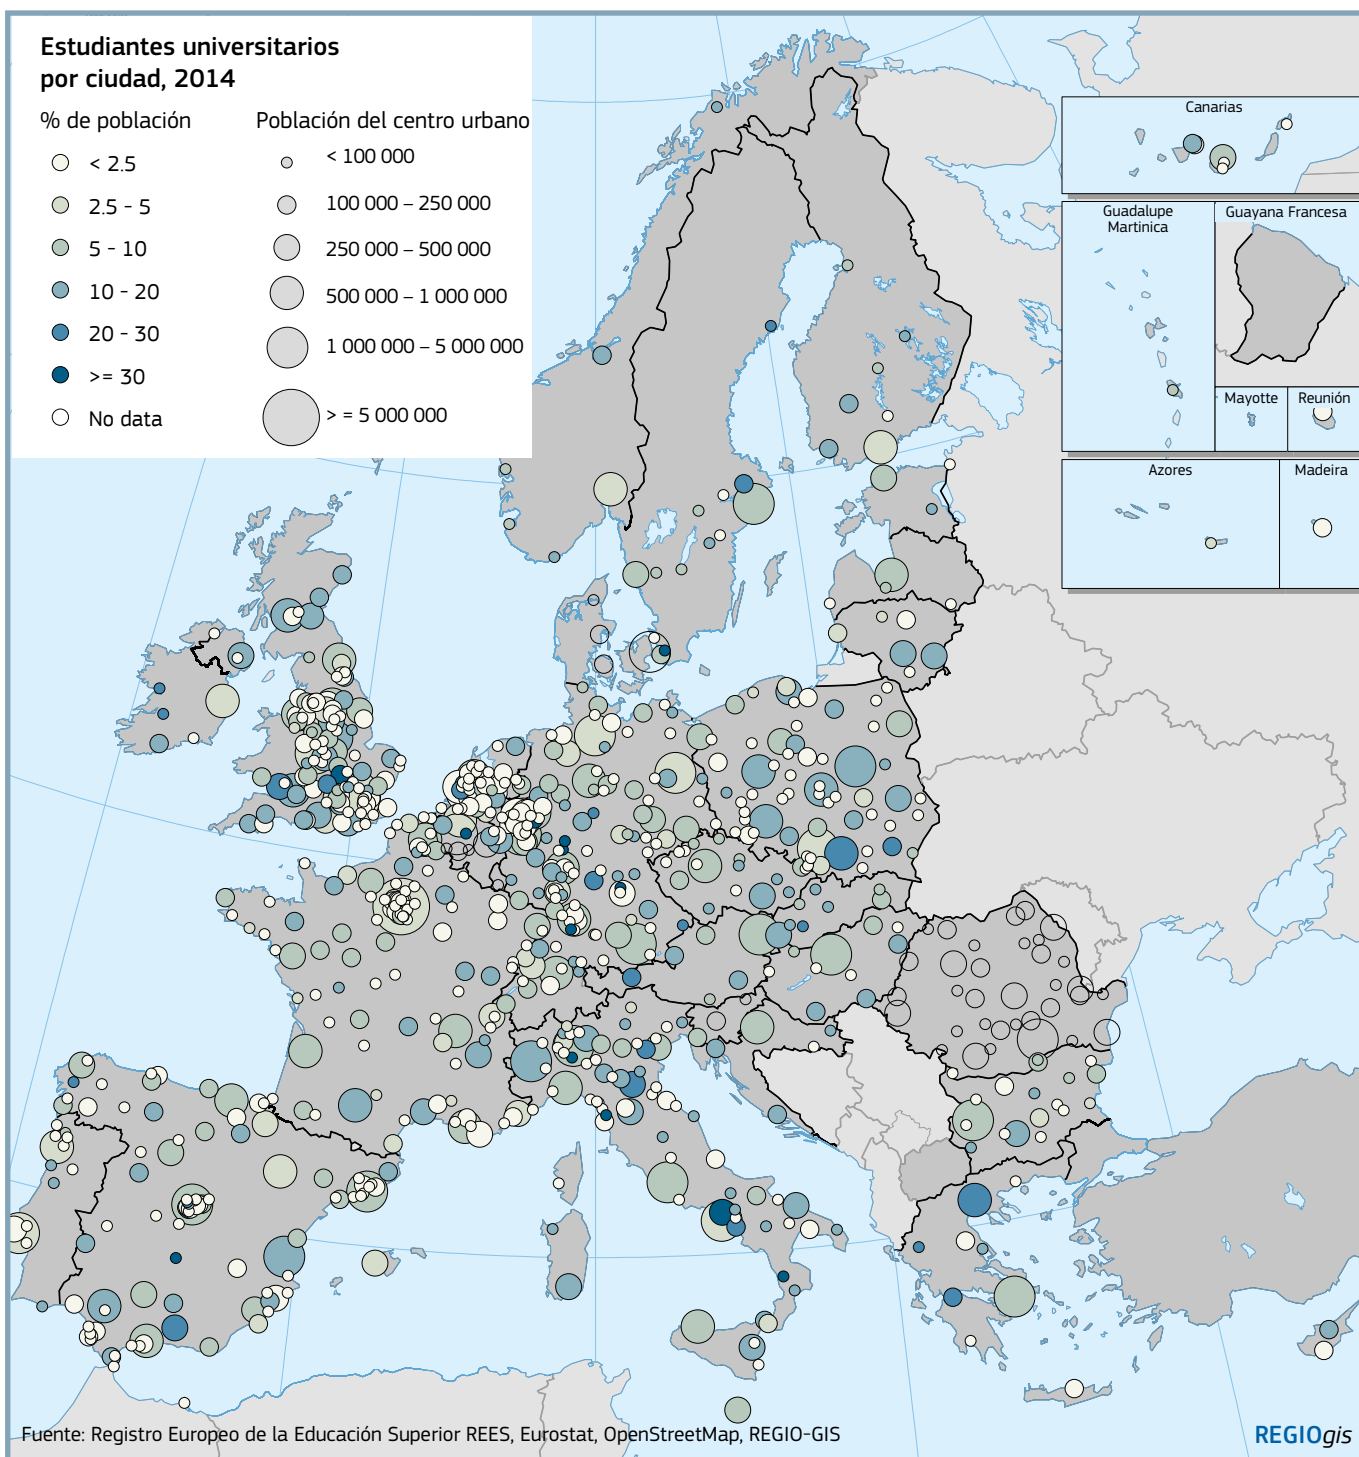 Estudiantes universitarios
por ciudad, 2014
% de población
< 2.5
2.5 - 5
5 - 10
10 - 20
20 - 30
>= 30
No data
Población del centro urbano
< 100 000
100 000 – 250 000
250 000 – 500 000
500 000 – 1 000 000
1 000 000 – 5 000 000
> = 5 000 000
Canarias
Guadalupe
Martinica
Guayana Francesa
Mayotte
Reunión
Azores
Madeira
Fuente: Registro Europeo de la Educación Superior REES, Eurostat, OpenStreetMap, REGIO-GIS
REGIOgis